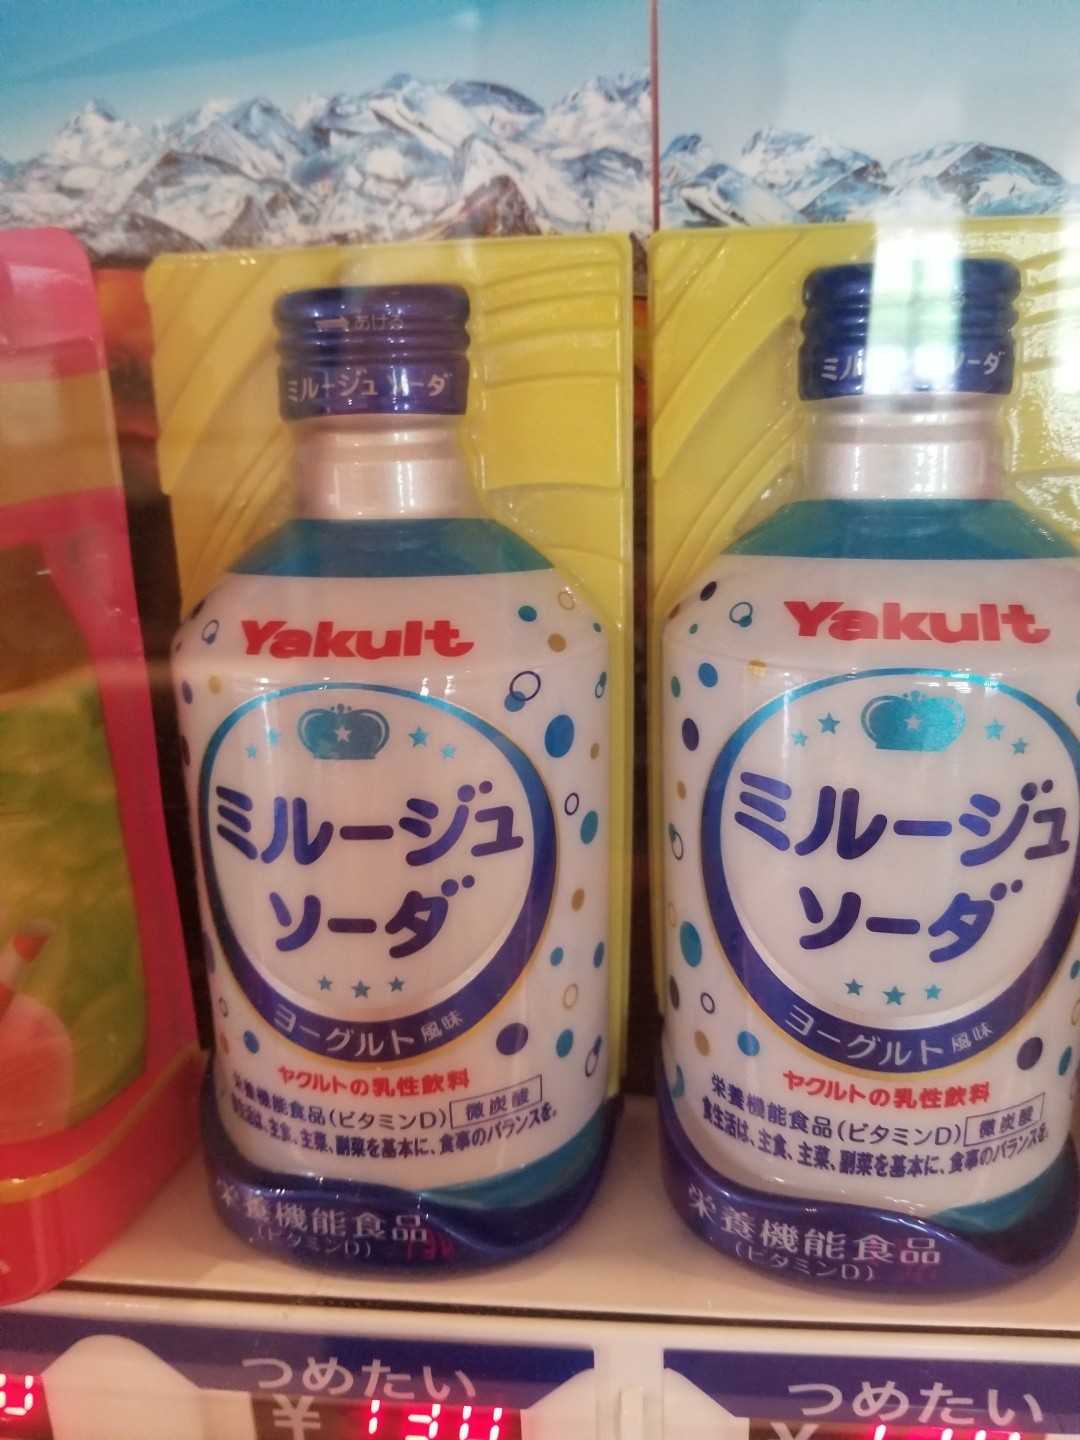 あける
ミルージュ ソーダ
Yakult
ミルージュ
ソーダ
ヨーグルト風味
ヤクルトの乳性飲料
栄養機能食品(ビタミンD) 微炭酸
食生活は、主食、主菜、副菜を基本に、食事のバランスを。
栄養機能食品
(ビタミンD)
つめたい
¥ 130
ソーダ
Yakult
ミルージュ
ソーダ
ヨーグルト風味
ヤクルトの乳性飲料
栄養機能食品(ビタミンD) 微炭酸
食生活は、主食、主菜、副菜を基本に、食事のバランスを。
栄養機能食品
(ビタミンD)
つめたい